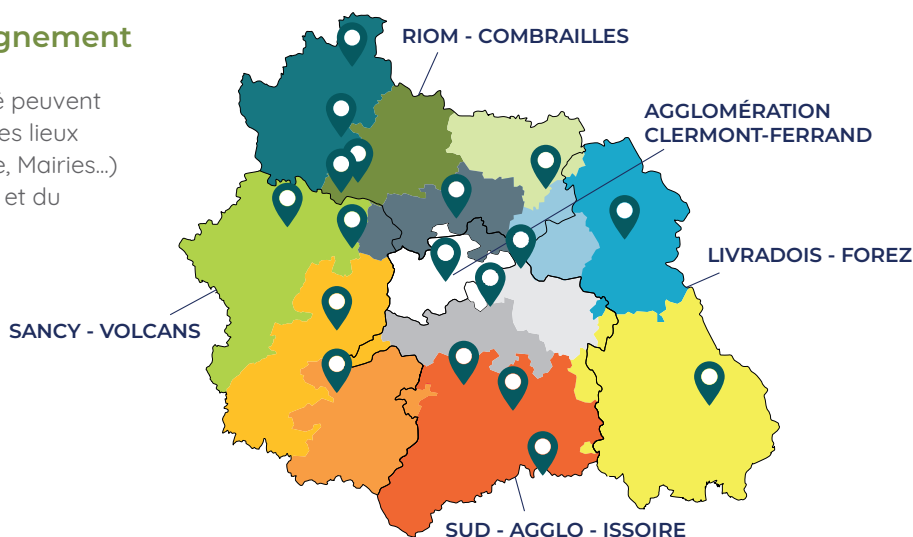 gnement
é peuvent
es lieux
e, Mairies...)
et du
RIOM - COMBRAILLES
AGGLOMÉRATION
CLERMONT-FERRAND
LIVRADOIS - FOREZ
SANCY - VOLCANS
SUD - AGGLO - ISSOIRE